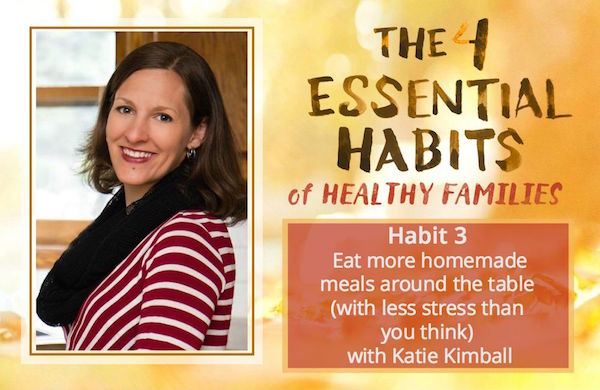 THE 4
ESSENTIAL
HABITS
of HEALTHY FAMILIES
Habit 3
Eat more homemade
meals around the table
(with less stress than
you think)
with Katie Kimball